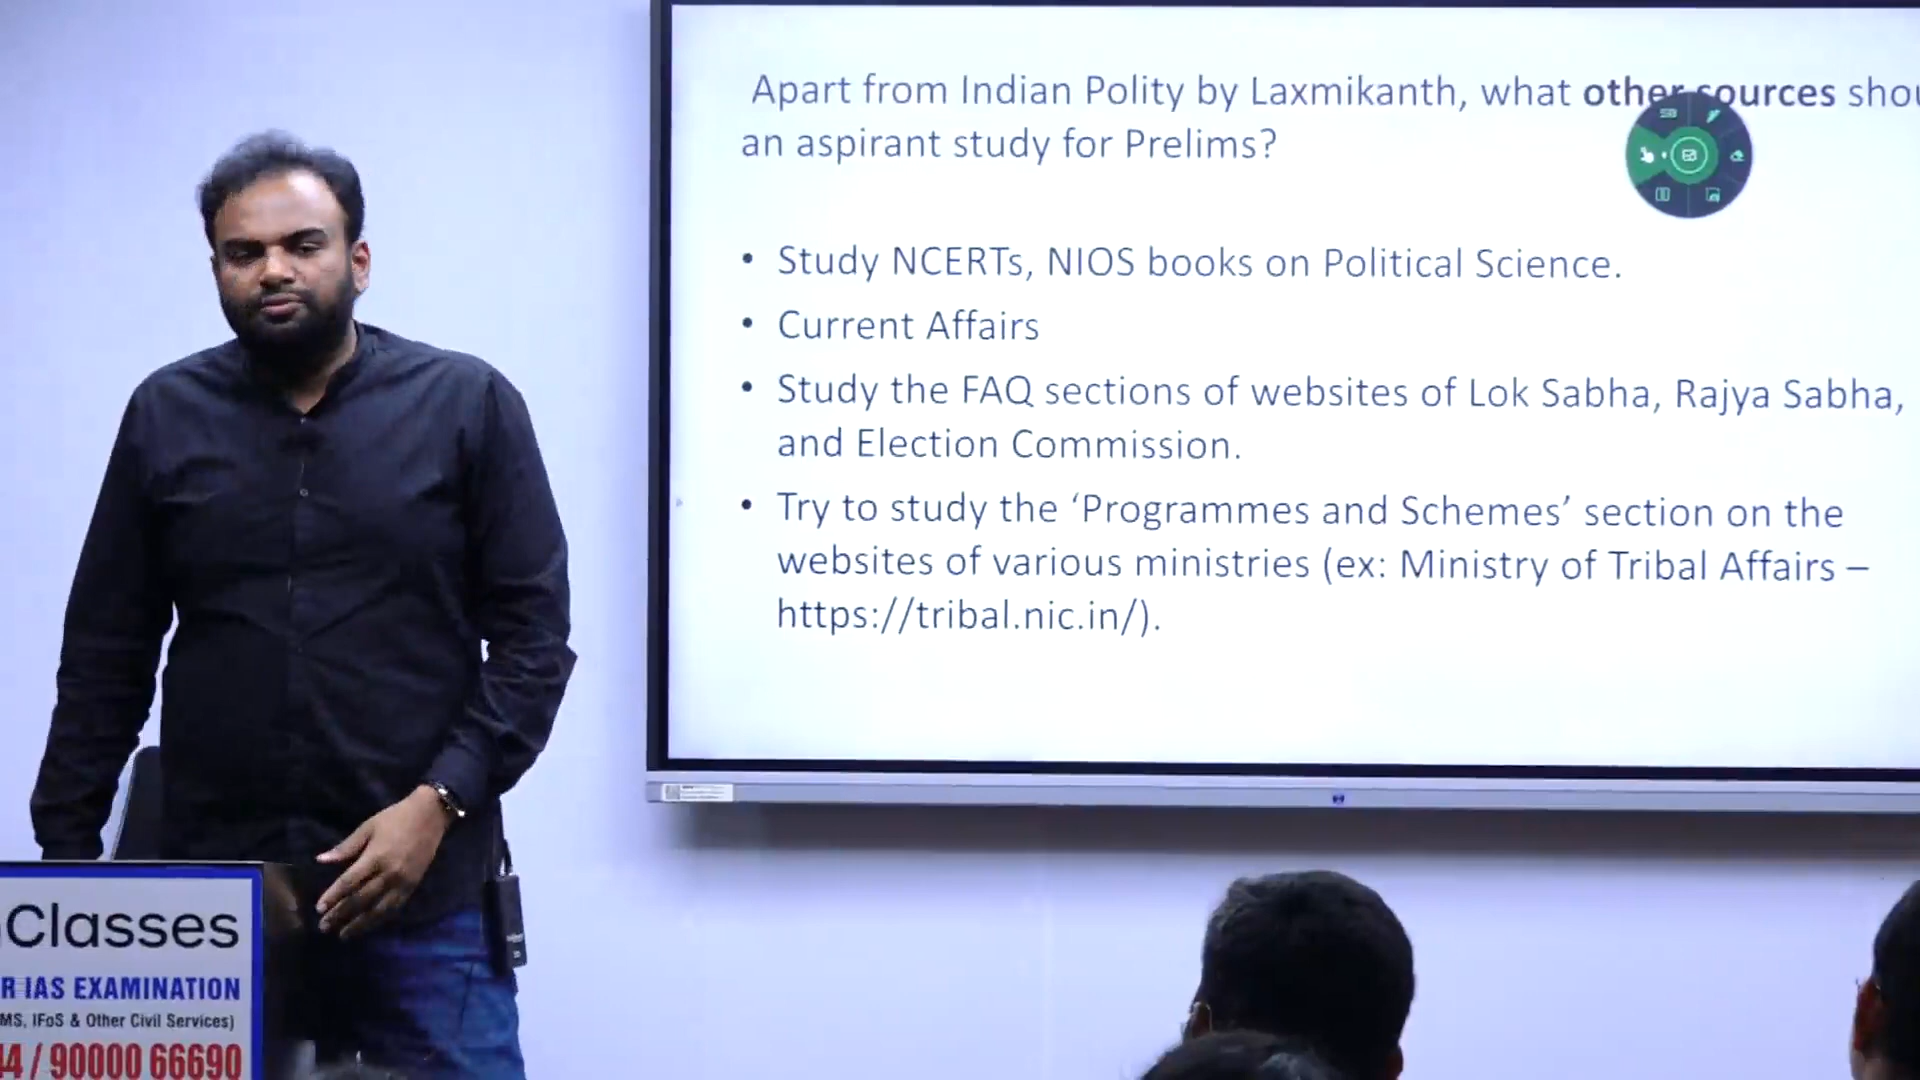 Apart from Indian Polity by Laxmikanth, what other sources
an aspirant study for Prelims?
• Study NCERTs, NIOS books on Political Science.
• Current Affairs
• Study the FAQ sections of websites of Lok Sabha, Rajya Sabha,
and Election Commission.
• Try to study the ‘Programmes and Schemes’ section on the
websites of various ministries (ex: Ministry of Tribal Affairs –
https://tribal.nic.in/).
Classes
R IAS EXAMINATION
MS, IFoS & Other Civil Services)
44 / 90000 66690